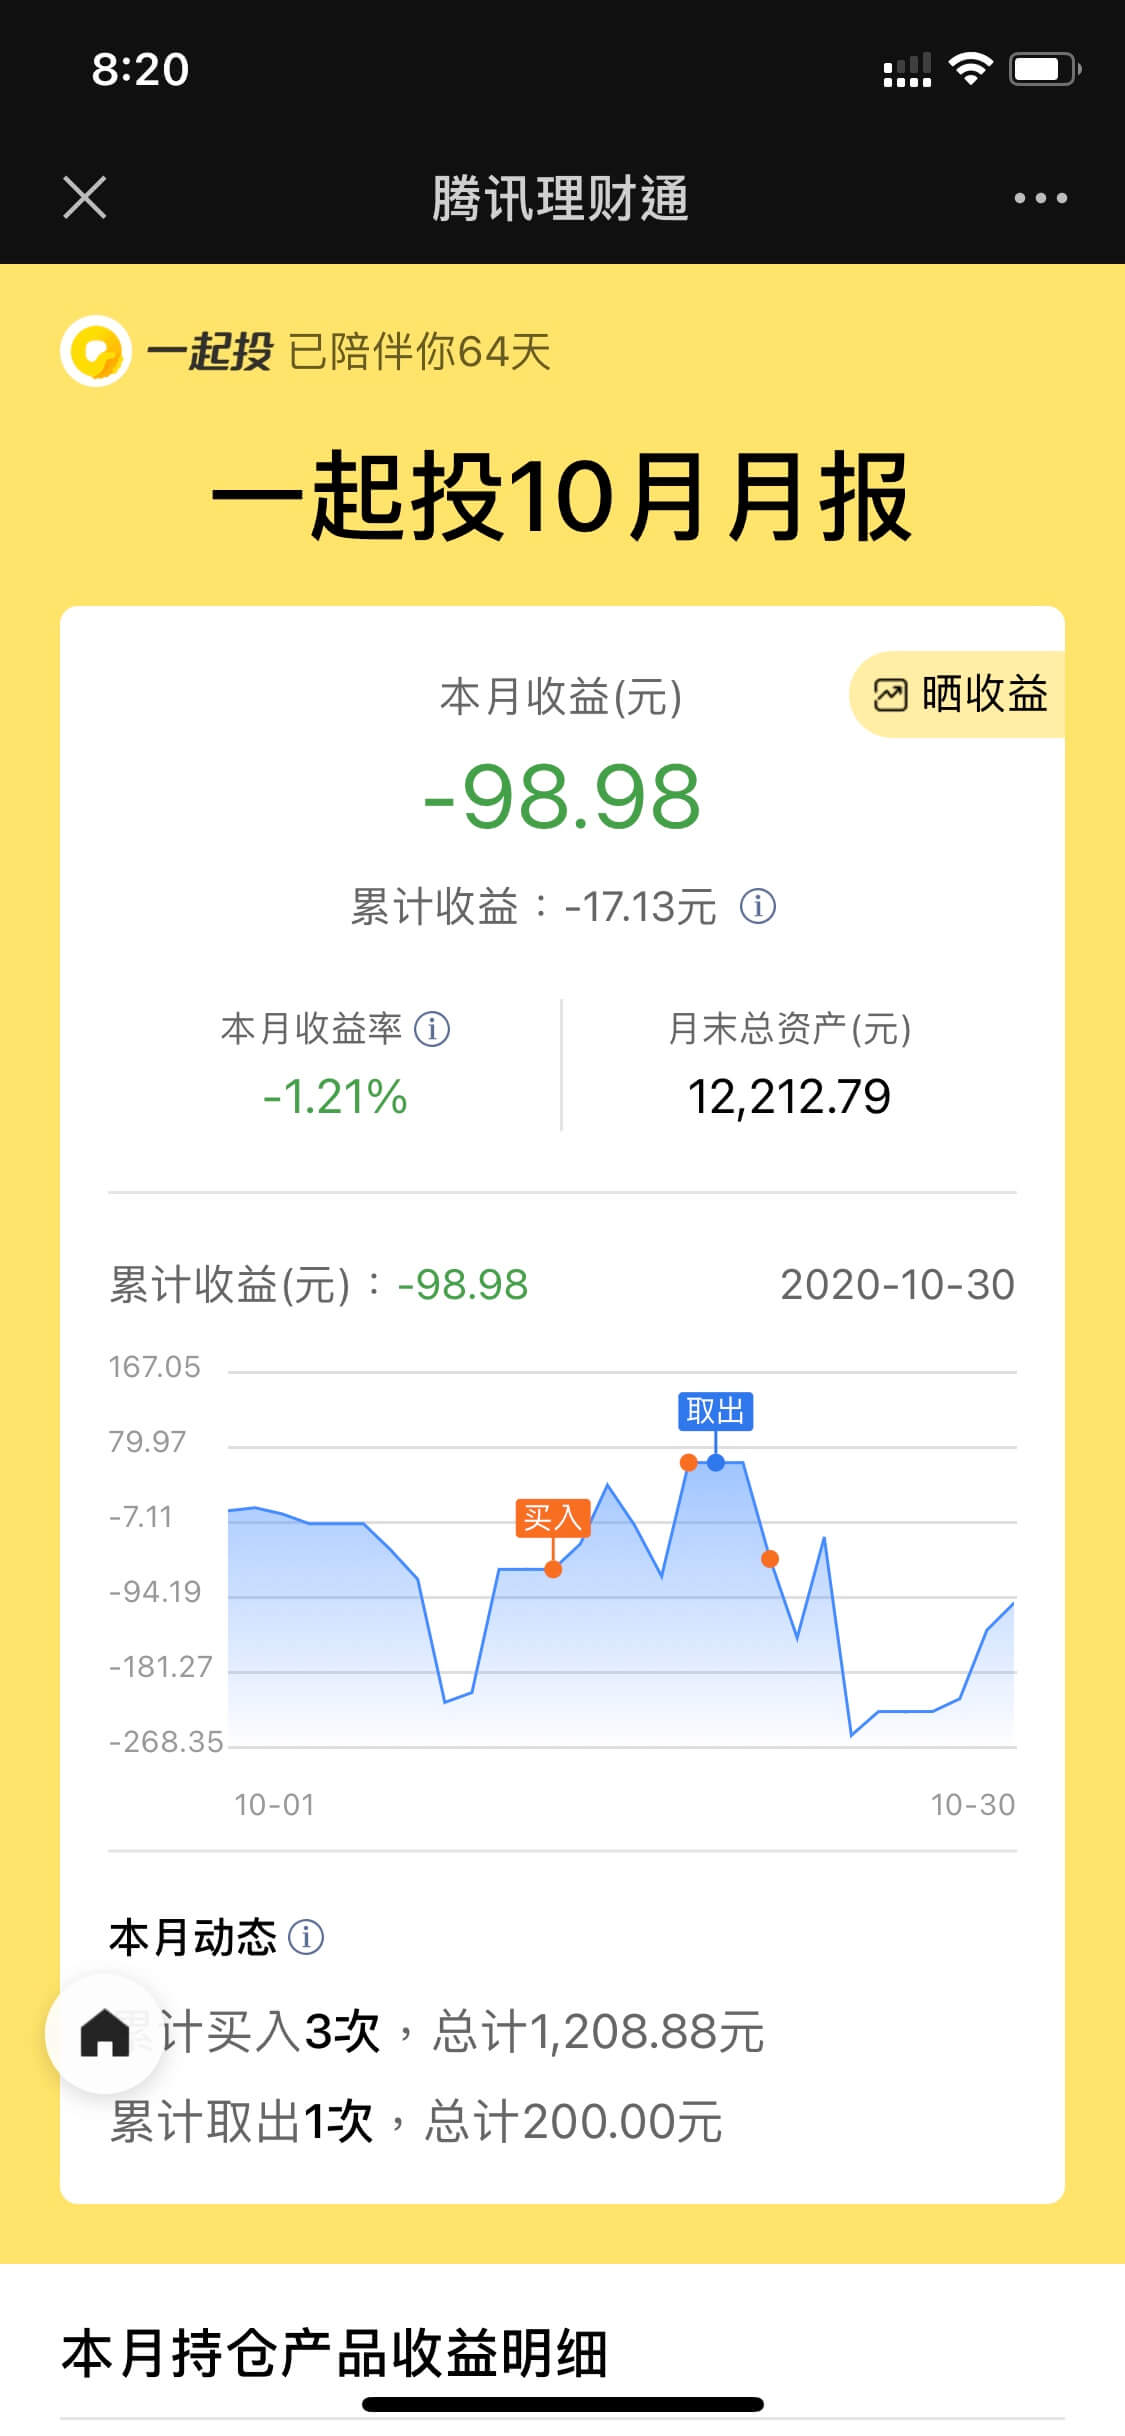 8:20
腾讯理财通
一起投 已陪伴你64天
一起投10月月报
本月收益(元)
晒收益
-98.98
累计收益：-17.13元
本月收益率
月末总资产(元)
-1.21%
12,212.79
累计收益(元)：-98.98
2020-10-30
167.05
79.97
-7.11
-94.19
-181.27
-268.35
取出
买入
10-01
10-30
本月动态
累计买入3次，总计1,208.88元
累计取出1次，总计200.00元
本月持仓产品收益明细